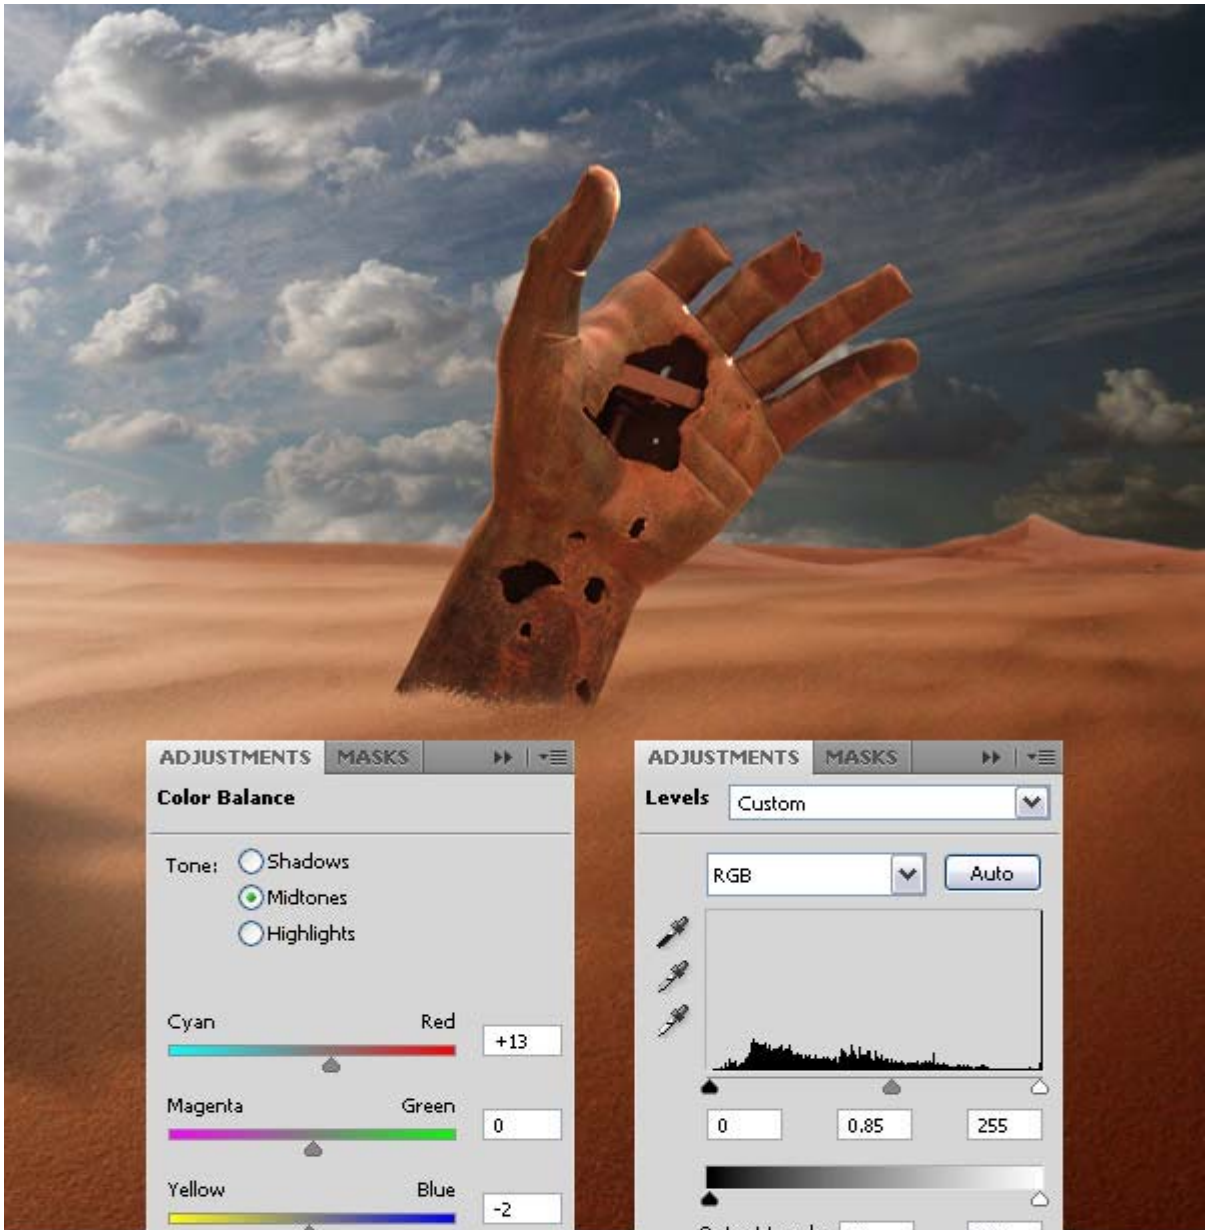 ADJUSTMENTS MASKS
Color Balance
Tone:
Shadows
Midtones
Highlights
Cyan Red
+13
Magenta Green
0
Yellow Blue
-2
ADJUSTMENTS MASKS
Levels Custom
RGB Auto
0 0.85 255